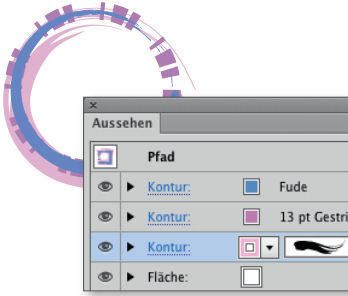 Aussehen
Pfad
Kontur: Fude
Kontur: 13 pt Gestri
Kontur:
Fläche: